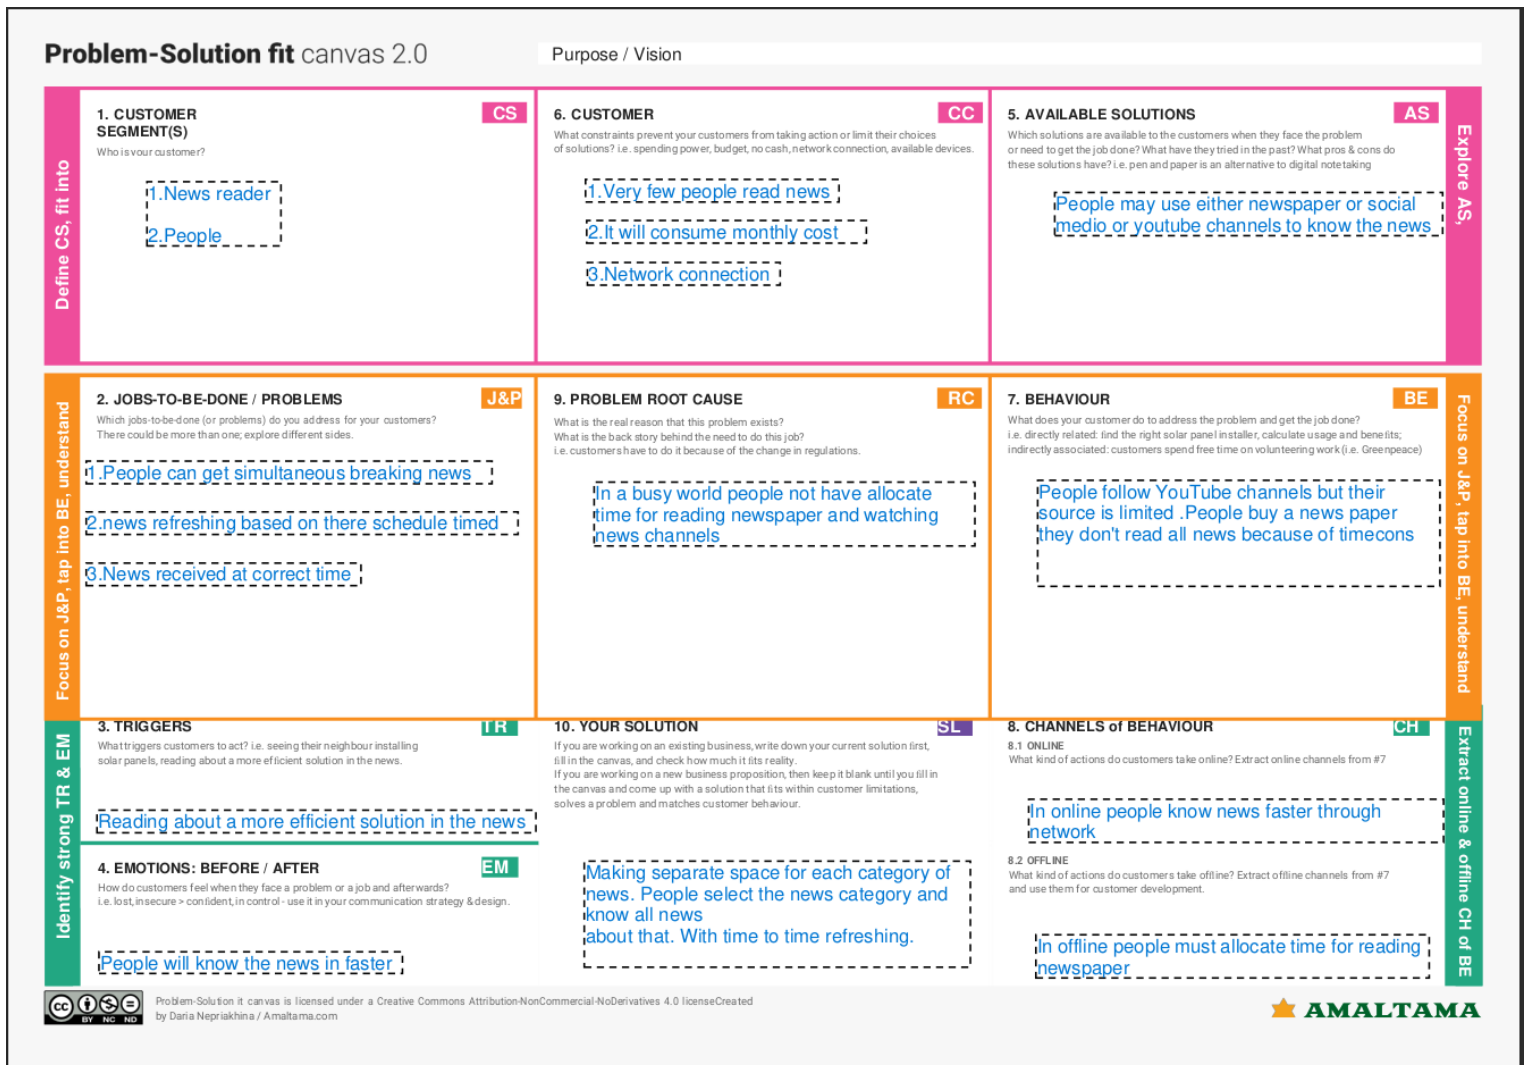 Problem-Solution fit canvas 2.0
Purpose / Vision
Define CS, fit into
1. CUSTOMER
SEGMENT(S)
CS
Who is your customer?
1.News reader
2.People
6. CUSTOMER
CC
What constraints prevent your customers from taking action or limit their choices
of solutions? i.e. spending power, budget, no cash, network connection, available devices.
1.Very few people read news
2.It will consume monthly cost
3.Network connection
5. AVAILABLE SOLUTIONS
AS
Which solutions are available to the customers when they face the problem
or need to get the job done? What have they tried in the past? What pros & cons do
these solutions have? i.e. pen and paper is an alternative to digital notetaking
People may use either newspaper or social
medio or youtube channels to know the news
Explore AS,
Focus on J&P, tap into BE, understand
2. JOBS-TO-BE-DONE / PROBLEMS
J&P
Which jobs-to-be-done (or problems) do you address for your customers?
There could be more than one; explore different sides.
1.People can get simultaneous breaking news
2.news refreshing based on there schedule timed
3.News received at correct time
9. PROBLEM ROOT CAUSE
RC
What is the real reason that this problem exists?
What is the back story behind the need to do this job?
i.e. customers have to do it because of the change in regulations.
In a busy world people not have allocate
time for reading newspaper and watching
news channels
7. BEHAVIOUR
BE
What does your customer do to address the problem and get the job done?
i.e. directly related: find the right solar panel installer, calculate usage and benefits;
indirectly associated: customers spend free time on volunteering work (i.e. Greenpeace)
People follow YouTube channels but their
source is limited .People buy a news paper
they don't read all news because of timecons
Focus on J&P, tap into BE, understand
Identify strong TR & EM
3. TRIGGERS
TR
What triggers customers to act? i.e. seeing their neighbour installing
solar panels, reading about a more efficient solution in the news.
Reading about a more efficient solution in the news
4. EMOTIONS: BEFORE / AFTER
EM
How do customers feel when they face a problem or a job and afterwards?
i.e. lost, insecure > confident, in control - use it in your communication strategy & design.
People will know the news in faster
10. YOUR SOLUTION
SL
If you are working on an existing business, write down your current solution first,
fill in the canvas, and check how much it fits reality.
If you are working on a new business proposition, then keep it blank until you fill in
the canvas and come up with a solution that fits within customer limitations,
solves a problem and matches customer behaviour.
Making separate space for each category of
news. People select the news category and
know all news
about that. With time to time refreshing.
8. CHANNELS of BEHAVIOUR
CH
8.1 ONLINE
What kind of actions do customers take online? Extract online channels from #7
In online people know news faster through
network
8.2 OFFLINE
What kind of actions do customers take offline? Extract offline channels from #7
and use them for customer development.
In offline people must allocate time for reading
newspaper
Extract online & offline CH of BE
cc BY NC ND
Problem-Solution it canvas is licensed under a Creative Commons Attribution-NonCommercial-NoDerivatives 4.0 licenseCreated
by Daria Nepriakhina / Amaltama.com
AMALTAMA